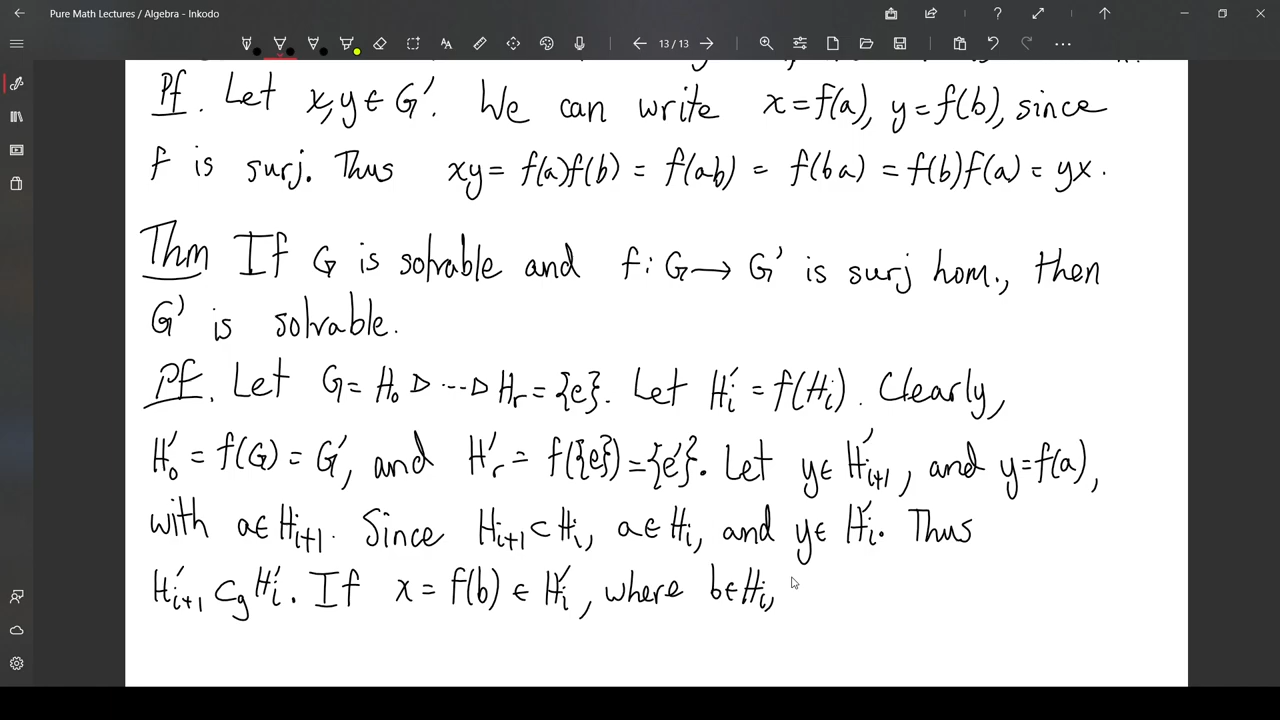 Pure Math Lectures / Algebra - Inkodo
13 / 13
Pf. Let x, y ∈ G'. We can write x = f(a), y = f(b), since
f is surj. Thus xy = f(a)f(b) = f(ab) = f(ba) = f(b)f(a) = yx.
Thm If G is solvable and f: G → G' is surj hom., then
G' is solvable.
Pf. Let G = H₀ ▷ ⋯ ▷ Hᵣ = {e}. Let Hᵢ' = f(Hᵢ). Clearly,
H₀' = f(G) = G', and H'ᵣ = f({e}) = {e'}. Let y ∈ H'ᵢ₊₁, and y = f(a),
with a ∈ Hᵢ₊₁. Since Hᵢ₊₁ ⊂ Hᵢ, a ∈ Hᵢ, and y ∈ H'ᵢ. Thus
H'ᵢ₊₁ ⊂g H'ᵢ. If x = f(b) ∈ H'ᵢ, where b ∈ Hᵢ,